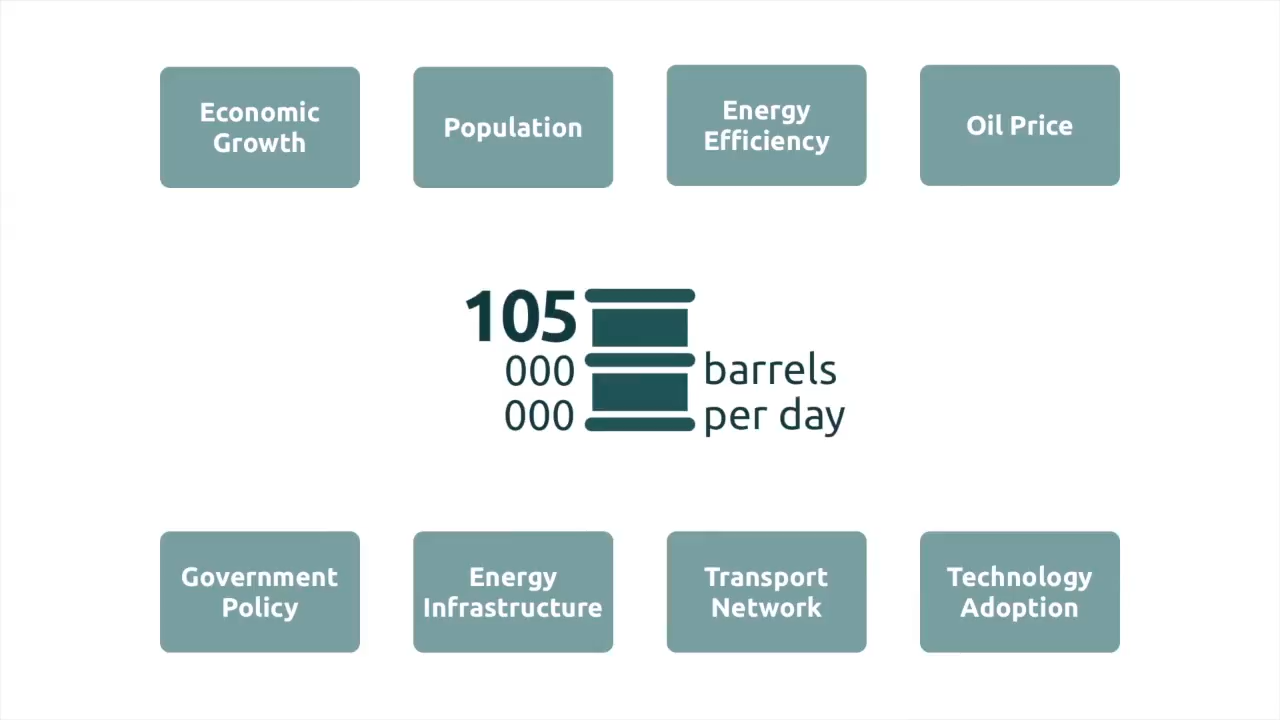 Economic
Growth
Population
Energy
Efficiency
Oil Price
105
000
000
barrels
per day
Government
Policy
Energy
Infrastructure
Transport
Network
Technology
Adoption